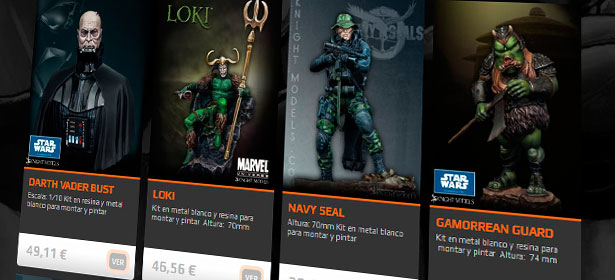 STAR
WARS
KNIGHT MODELS
DARTH VADER BUST
Escala: 1/10 Kit en resina y metal
blanco para montar y pintar
49,11 €
VER
LOKI
MARVEL
KNIGHT MODELS
LOKI
Kit en metal blanco y resina para
montar y pintar Altura: 70mm
46,56 €
VER
KNIGHT MODELS
NAVY SEAL
Altura: 70mm Kit en metal blanco
para montar y pintar
STAR
WARS
KNIGHT MODELS
GAMORREAN GUARD
Kit en metal blanco y resina para
montar y pintar Altura: 74 mm